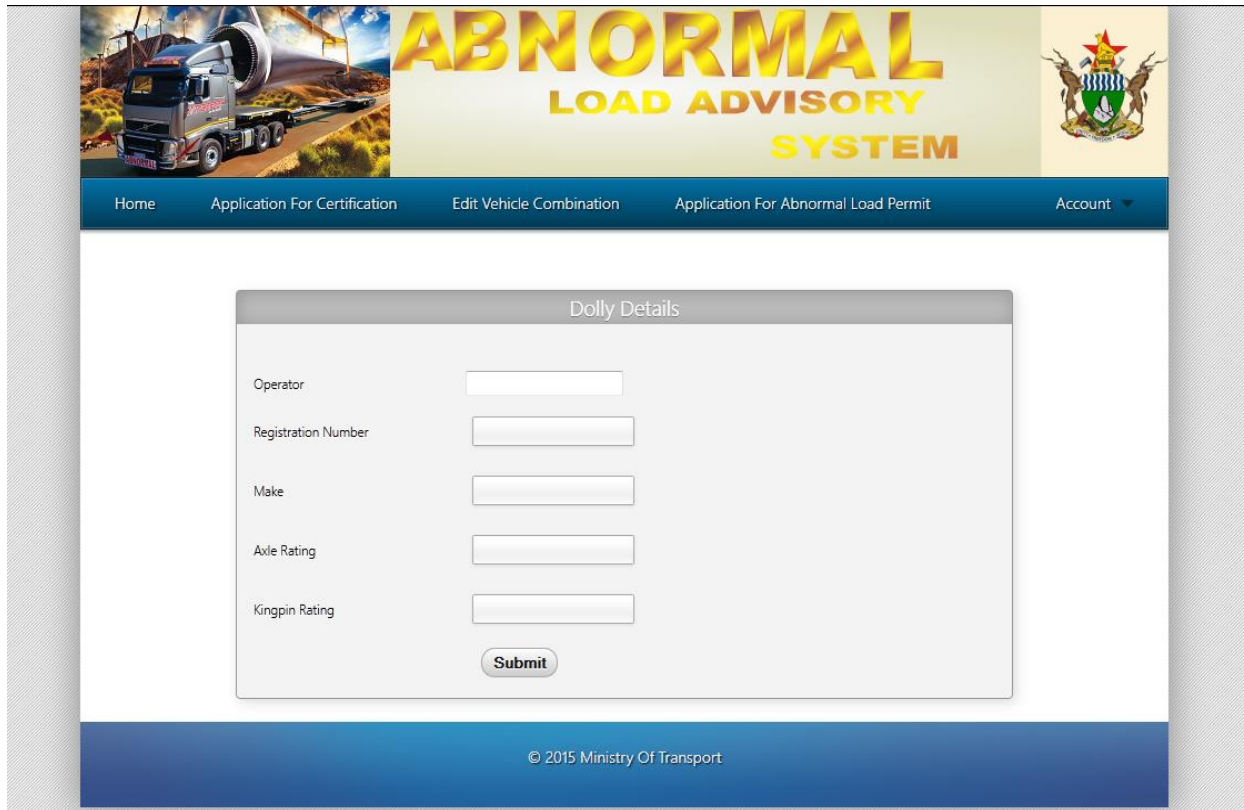 ABNORMAL
LOAD ADVISORY
SYSTEM
ABNORMAL
Home Application For Certification Edit Vehicle Combination Application For Abnormal Load Permit Account
Dolly Details
Operator
Registration Number
Make
Axle Rating
Kingpin Rating
Submit
© 2015 Ministry Of Transport